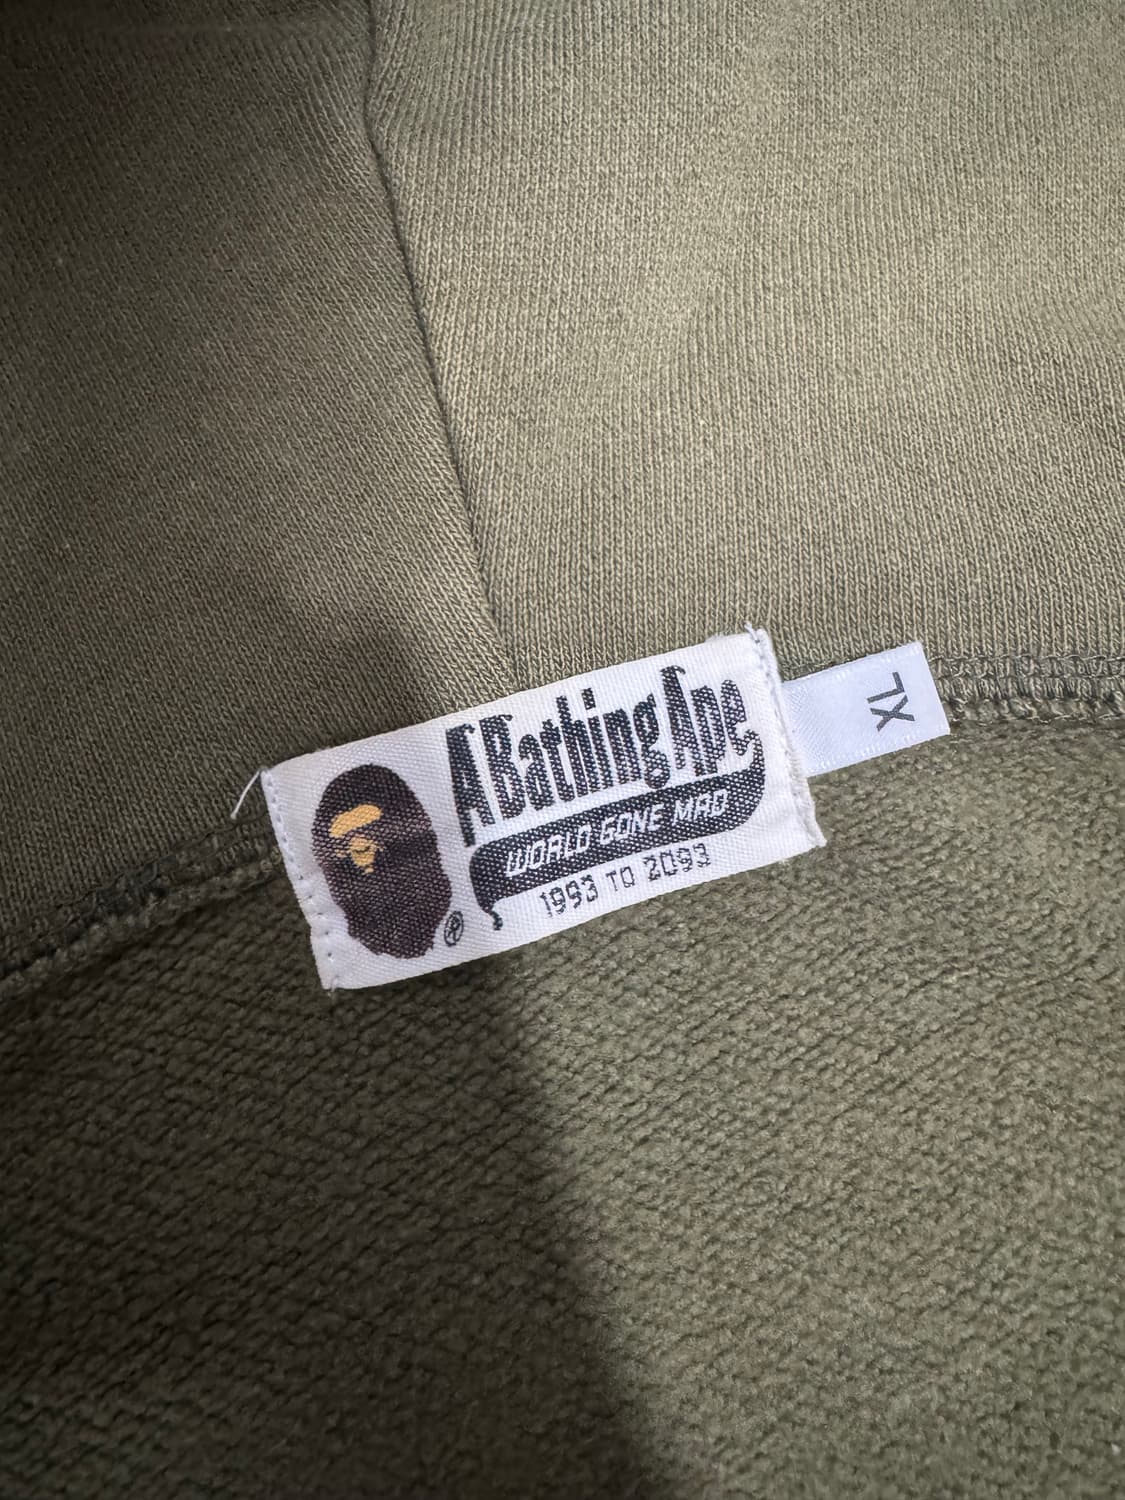 A Bathing Ape
WORLD GONE MAD
1993 TO 2093
®
XL